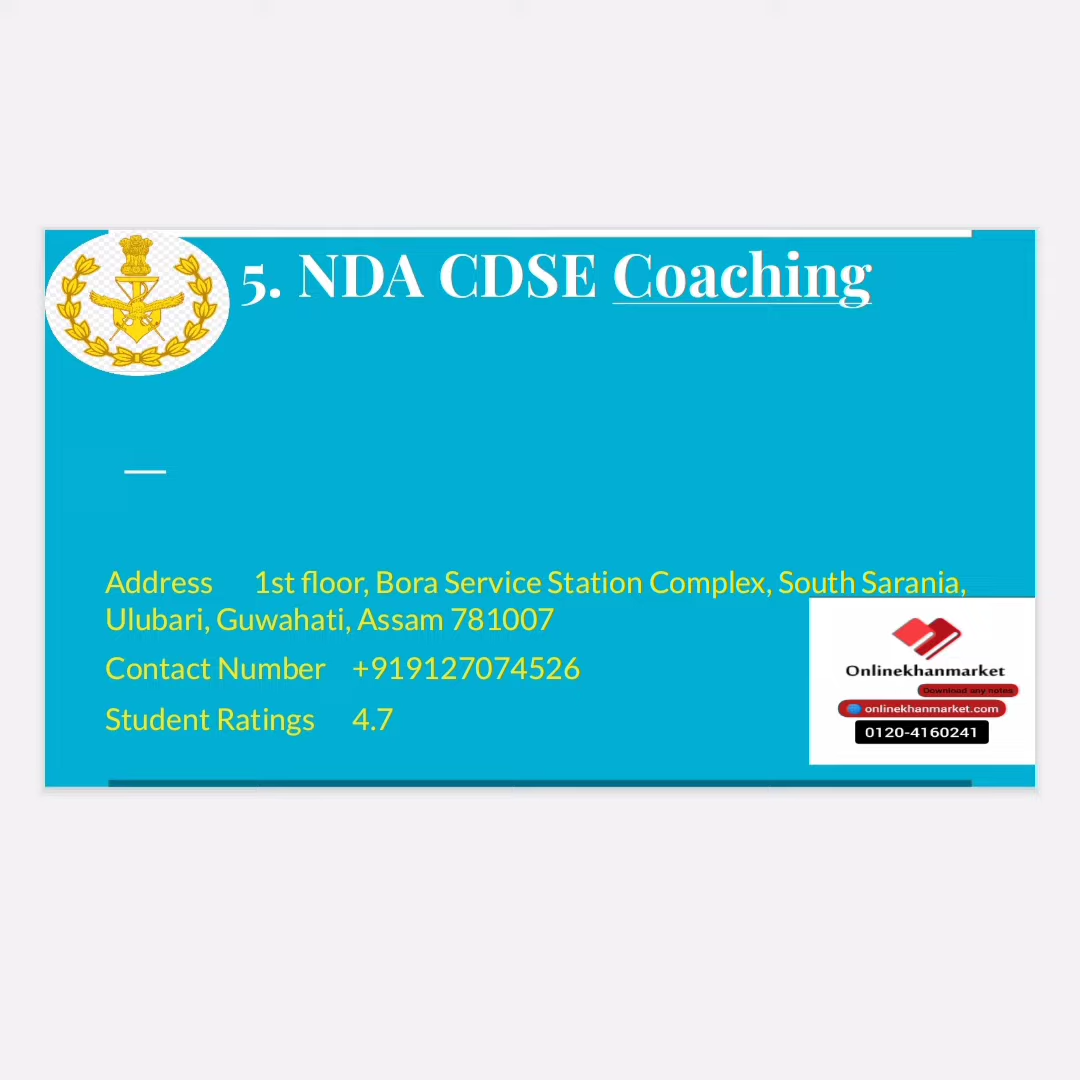 5. NDA CDSE Coaching
Address 1st floor, Bora Service Station Complex, South Sarania,
Ulubari, Guwahati, Assam 781007
Contact Number +919127074526
Student Ratings 4.7
Onlinekhanmarket
Download any notes
onlinekhanmarket.com
0120-4160241